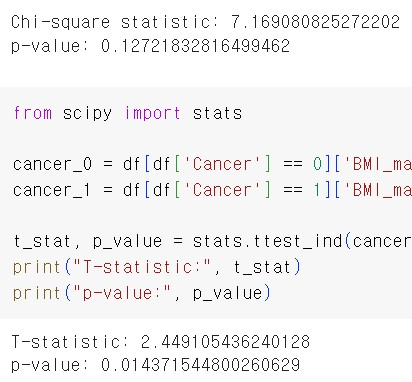 Chi-square statistic: 7.169080825272202
p-value: 0.12721832816499462
from scipy import stats
cancer_0 = df[df['Cancer'] == 0]['BMI_ma
cancer_1 = df[df['Cancer'] == 1]['BMI_ma
t_stat, p_value = stats.ttest_ind(cancer
print("T-statistic:", t_stat)
print("p-value:", p_value)
T-statistic: 2.449105436240128
p-value: 0.014371544800260629